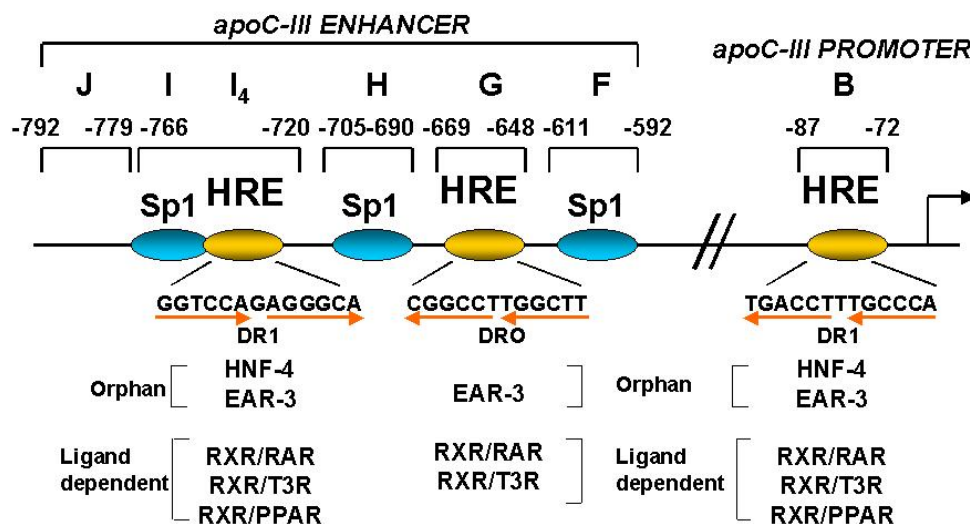 apoC-III ENHANCER
apoC-III PROMOTER
J I I4 H G F B
-792 -779 -766 -720 -705-690 -669 -648 -611 -592 -87 -72
Sp1 HRE Sp1 HRE Sp1 HRE
GGTCCAGAGGGCA CGGCCTTGGCTT TGACCTTTGCCCA
DR1 DRO DR1
Orphan HNF-4 EAR-3 Orphan HNF-4
EAR-3 EAR-3
Ligand dependent RXR/RAR RXR/RAR Ligand dependent RXR/RAR
RXR/T3R RXR/T3R RXR/T3R
RXR/PPAR RXR/PPAR